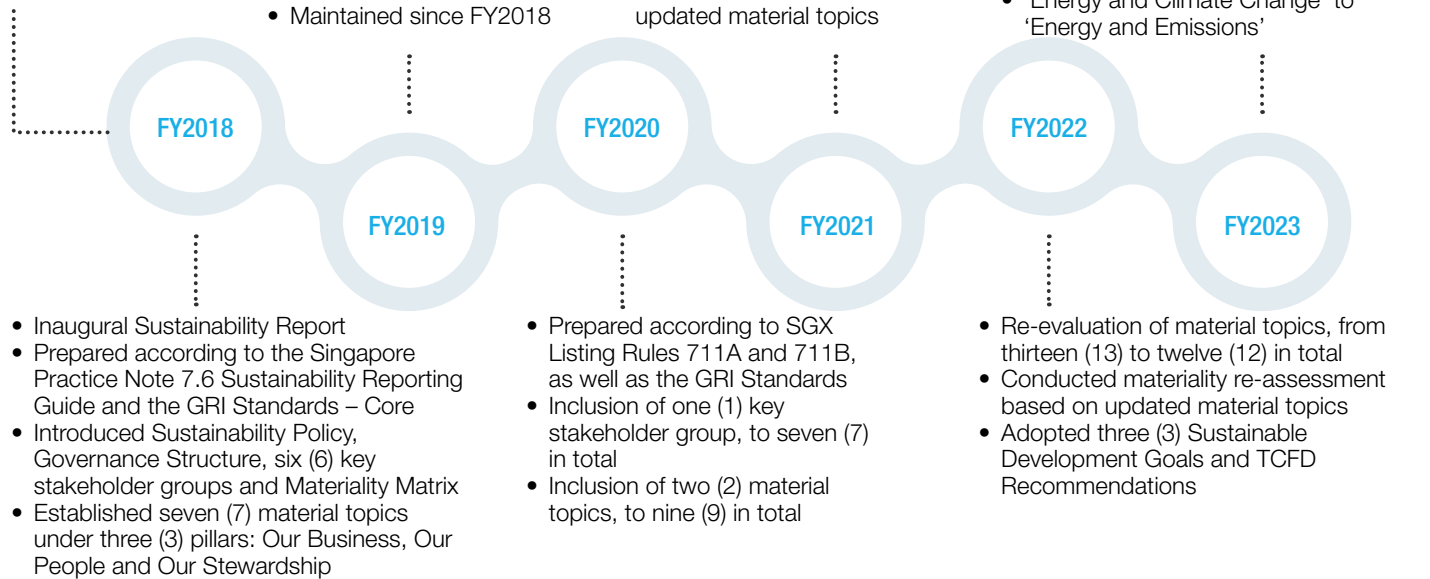 • Maintained since FY2018
updated material topics
• 'Energy and Climate Change' to
'Energy and Emissions'
FY2018
FY2019
FY2020
FY2021
FY2022
FY2023
• Inaugural Sustainability Report
• Prepared according to the Singapore
Practice Note 7.6 Sustainability Reporting
Guide and the GRI Standards – Core
• Introduced Sustainability Policy,
Governance Structure, six (6) key
stakeholder groups and Materiality Matrix
• Established seven (7) material topics
under three (3) pillars: Our Business, Our
People and Our Stewardship
• Prepared according to SGX
Listing Rules 711A and 711B,
as well as the GRI Standards
• Inclusion of one (1) key
stakeholder group, to seven (7)
in total
• Inclusion of two (2) material
topics, to nine (9) in total
• Re-evaluation of material topics, from
thirteen (13) to twelve (12) in total
• Conducted materiality re-assessment
based on updated material topics
• Adopted three (3) Sustainable
Development Goals and TCFD
Recommendations